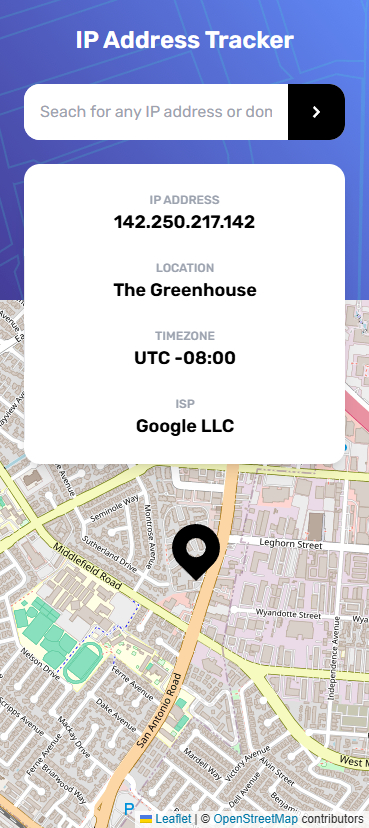 IP Address Tracker
Seach for any IP address or don
IP ADDRESS
142.250.217.142
LOCATION
The Greenhouse
TIMEZONE
UTC -08:00
ISP
Google LLC
Seminole Way
Montrose Avenue
Sutherland Drive
Leghorn Street
Middlefield Road
Wyandotte Street
Wya
Independence Avenue
Nelson Drive
Ferne Avenue
Dake Avenue
San Antonio Road
Scripps Avenue
Mackay Drive
Ferne Avenue
Briarwood Way
Mardell Way
Victory Avenue
Alvin Street
Dell Avenue
Benjam
West M
P
Leaflet | © OpenStreetMap contributors